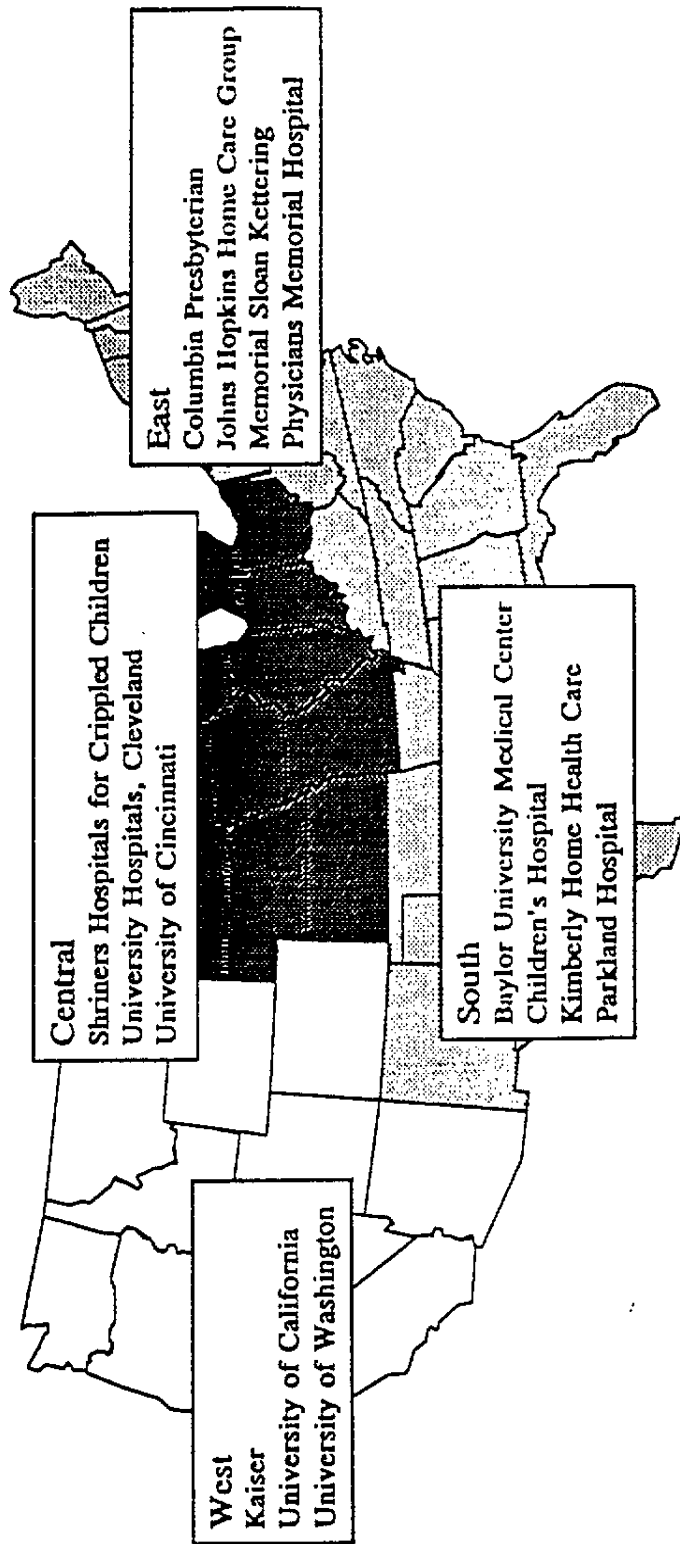 West
Kaiser
University of California
University of Washington
Central
Shriners Hospitals for Crippled Children
University Hospitals, Cleveland
University of Cincinnati
South
Baylor University Medical Center
Children's Hospital
Kimberly Home Health Care
Parkland Hospital
East
Columbia Presbyterian
Johns Hopkins Home Care Group
Memorial Sloan Kettering
Physicians Memorial Hospital